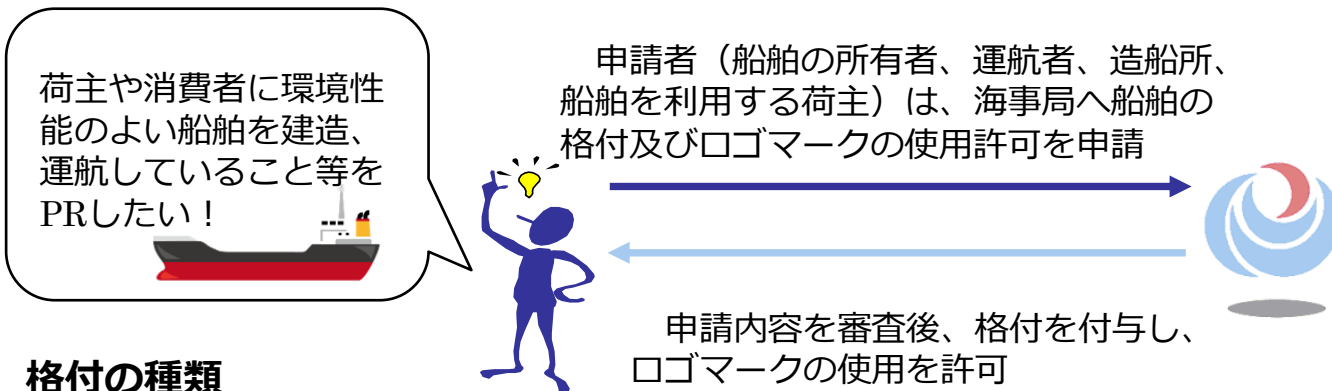 荷主や消費者に環境性
能のよい船舶を建造、
運航していること等を
PRしたい！
申請者（船舶の所有者、運航者、造船所、
船舶を利用する荷主）は、海事局へ船舶の
格付及びロゴマークの使用許可を申請
申請内容を審査後、格付を付与し、
ロゴマークの使用を許可
格付の種類